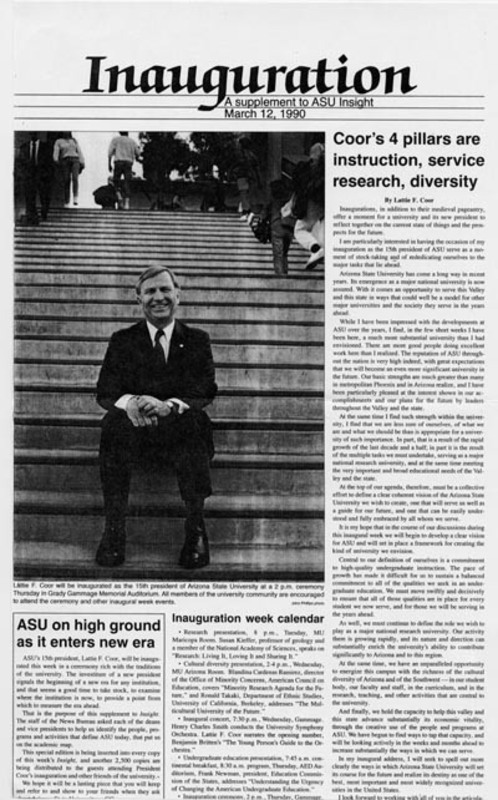 Inauguration
A supplement to ASU Insight
March 12, 1990
Coor's 4 pillars are
instruction, service
research, diversity
By Lattie F. Coor
Inaugurations, in addition to their medieval pageantry,
offer a moment for a university and its new president to
reflect together on the current state of things and the pros-
pects for the future.
I am particularly interested in having the occasion of my
inauguration as the 15th president of ASU serve as a mo-
ment of stock-taking and of rededicating ourselves to the
major tasks that lie ahead.
Arizona State University has come a long way in recent
years. Its emergence as a major national university is now
assured. With it comes an opportunity to serve this Valley
and this state in ways that could well be a model for other
major universities and the society they serve in the years
ahead.
While I have been impressed with the developments at
ASU over the years, I find, in the few short weeks I have
been here, a much more substantial university than I had
envisioned. There are more good people doing excellent
work here than I realized. The reputation of ASU through-
out the nation is very high indeed, with great expectations
that we will become an even more significant university in
the future. Our basic strengths are much greater than many
in metropolitan Phoenix and in Arizona realize, and I have
been particularly pleased at the interest shown in our ac-
complishments and our plans for the future by leaders
throughout the Valley and the state.
At the same time I find such strength within the univer-
sity, I find that we are less sure of ourselves, of what we
are and what we should be than is appropriate for a univer-
sity of such importance. In part, that is a result of the rapid
growth of the last decade and a half; in part it is the result
of the multiple tasks we must undertake, serving as a major
national research university, and at the same time meeting
the very important and broad educational needs of the Val-
ley and the state.
At the top of our agenda, therefore, must be a collective
effort to define a clear coherent vision of the Arizona State
University we wish to create, one that will serve as well as
a guide for our future, and one that can be easily under-
stood and fully embraced by all whom we serve.
It is my hope that in the course of our discussions during
this inaugural week we will begin to develop a clear vision
for ASU and will set in place a framework for creating the
kind of university we envision.
Central to our definition of ourselves is a commitment
to high-quality undergraduate instruction. The pace of
growth has made it difficult for us to sustain a balanced
commitment to all of the qualities we seek in an under-
graduate education. We must move swiftly and decisively
to ensure that all of those qualities are in place for every
student we now serve, and for those we will be serving in
the years ahead.
As well, we must continue to define the role we wish to
play as a major national research university. Our activity
there is growing rapidly, and its nature and direction can
substantially enrich the university's ability to contribute
significantly to Arizona and to this region.
At the same time, we have an unparalleled opportunity
to energize this campus with the richness of the cultural
diversity of Arizona and of the Southwest — in our student
body, our faculty and staff, in the curriculum, and in the
research, teaching, and other activities that are central to
the university.
And finally, we hold the capacity to help this valley and
this state advance substantially its economic vitality,
through the creative use of the people and programs at
ASU. We have begun to find ways to tap that capacity, and
will be looking actively in the weeks and months ahead to
increase substantially the ways in which we can serve.
In my inaugural address, I will seek to spell out more
clearly the ways in which Arizona State University will set
its course for the future and realize its destiny as one of the
best, most important and most widely recognized univer-
sities in the United States.
I look forward to working with all of you in the
Lattie F. Coor will be inaugurated as the 15th president of Arizona State University at a 2 p.m. ceremony
Thursday in Grady Gammage Memorial Auditorium. All members of the university community are encouraged
to attend the ceremony and other inaugural week events.
ASU on high ground
as it enters new era
ASU's 15th president, Lattie F. Coor, will be inaugu-
rated this week in a ceremony rich with the traditions
of the university. The investiture of a new president
signals the beginning of a new era for any institution,
and that seems a good time to take stock, to examine
where the institution is now, to provide a point from
which to measure the era ahead.
That is the purpose of this supplement to Insight.
The staff of the News Bureau asked each of the deans
and vice presidents to help us identify the people, pro-
grams and activities that define ASU today, that put us
on the academic map.
This special edition is being inserted into every copy
of this week's Insight, and another 2,500 copies are
being distributed to the guests attending President
Coor's inauguration and other friends of the university.
We hope it will be a lasting piece that you will keep
and refer to and show to your friends when they ask
Inauguration week calendar
• Research presentation, 8 p.m., Tuesday, MU
Maricopa Room. Susan Kieffer, professor of geology and
a member of the National Academy of Sciences, speaks on
"Research: Living It, Loving It and Sharing It."
• Cultural diversity presentation, 2-4 p.m., Wednesday,
MU Arizona Room. Blandina Cardenas Ramirez, director
of the Office of Minority Concerns, American Council on
Education, covers "Minority Research Agenda for the Fu-
ture," and Ronald Takaki, Department of Ethnic Studies,
University of California, Berkeley, addresses "The Mul-
ticultural University of the Future."
• Inaugural concert, 7:30 p.m., Wednesday, Gammage.
Henry Charles Smith conducts the University Symphony
Orchestra. Lattie F. Coor narrates the opening number,
Benjamin Britten's "The Young Person's Guide to the Or-
chestra."
• Undergraduate education presentation, 7:45 a.m. con-
tinental breakfast, 8:30 a.m. program, Thursday, AED Au-
ditorium. Frank Newman, president, Education Commis-
sion of the States, addresses "Understanding the Urgency
of Changing the American Undergraduate Education."
• Inauguration ceremony, 2 p.m., Thursday, Gammage